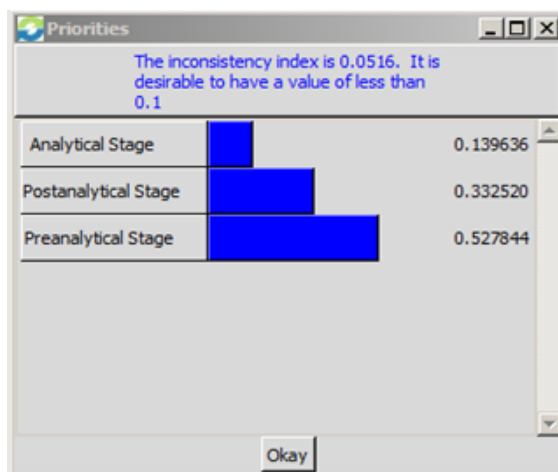 Priorities
The inconsistency index is 0.0516. It is
desirable to have a value of less than
0.1
Analytical Stage 0.139636
Postanalytical Stage 0.332520
Preanalytical Stage 0.527844
Okay